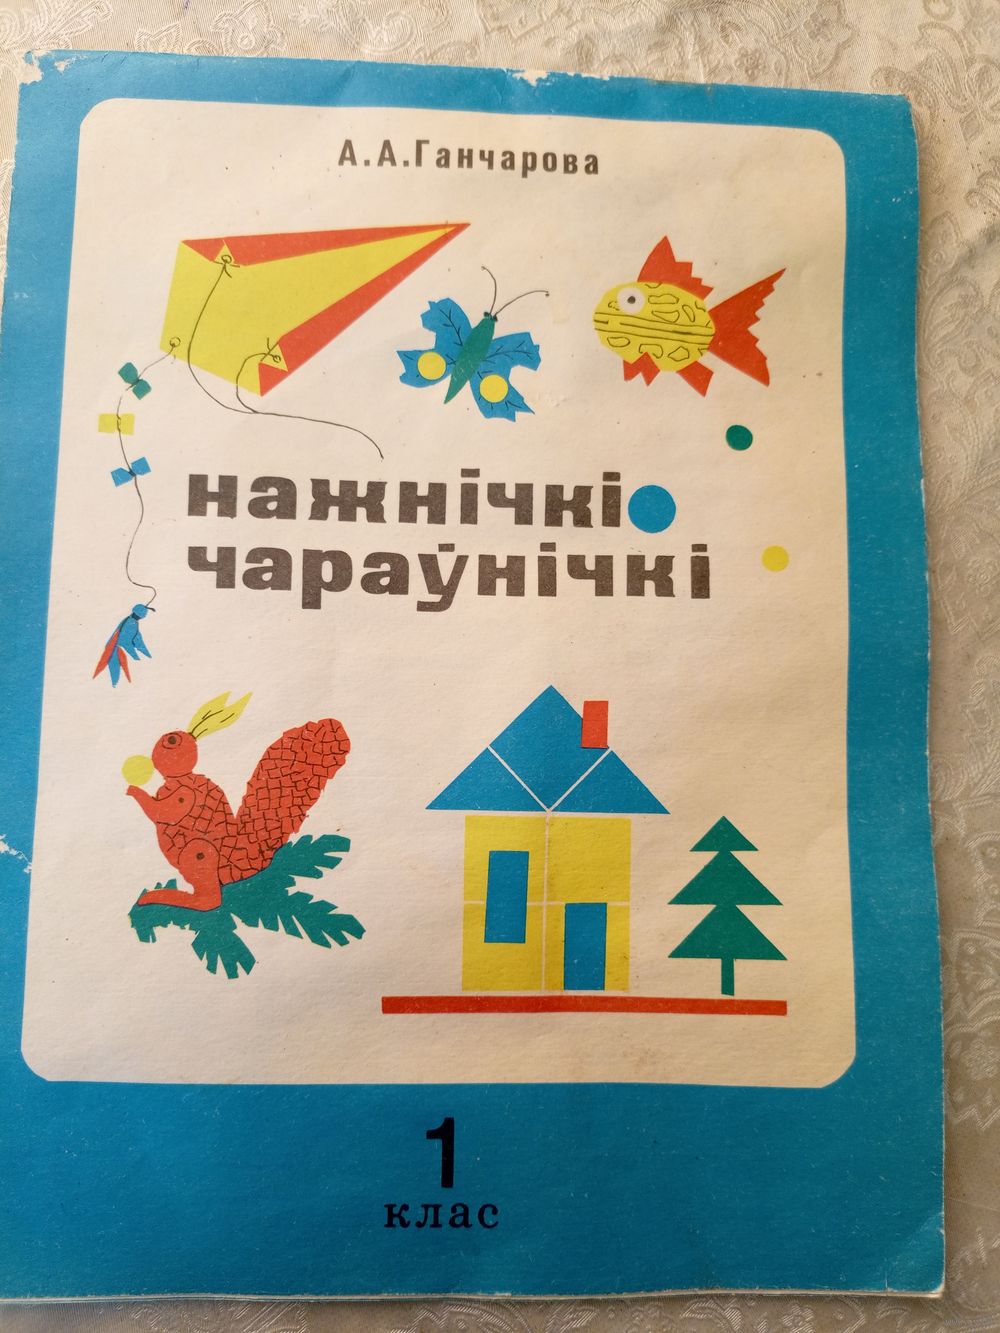 А.А.Ганчарова
нажнічкі
чараўнічкі
1
клас